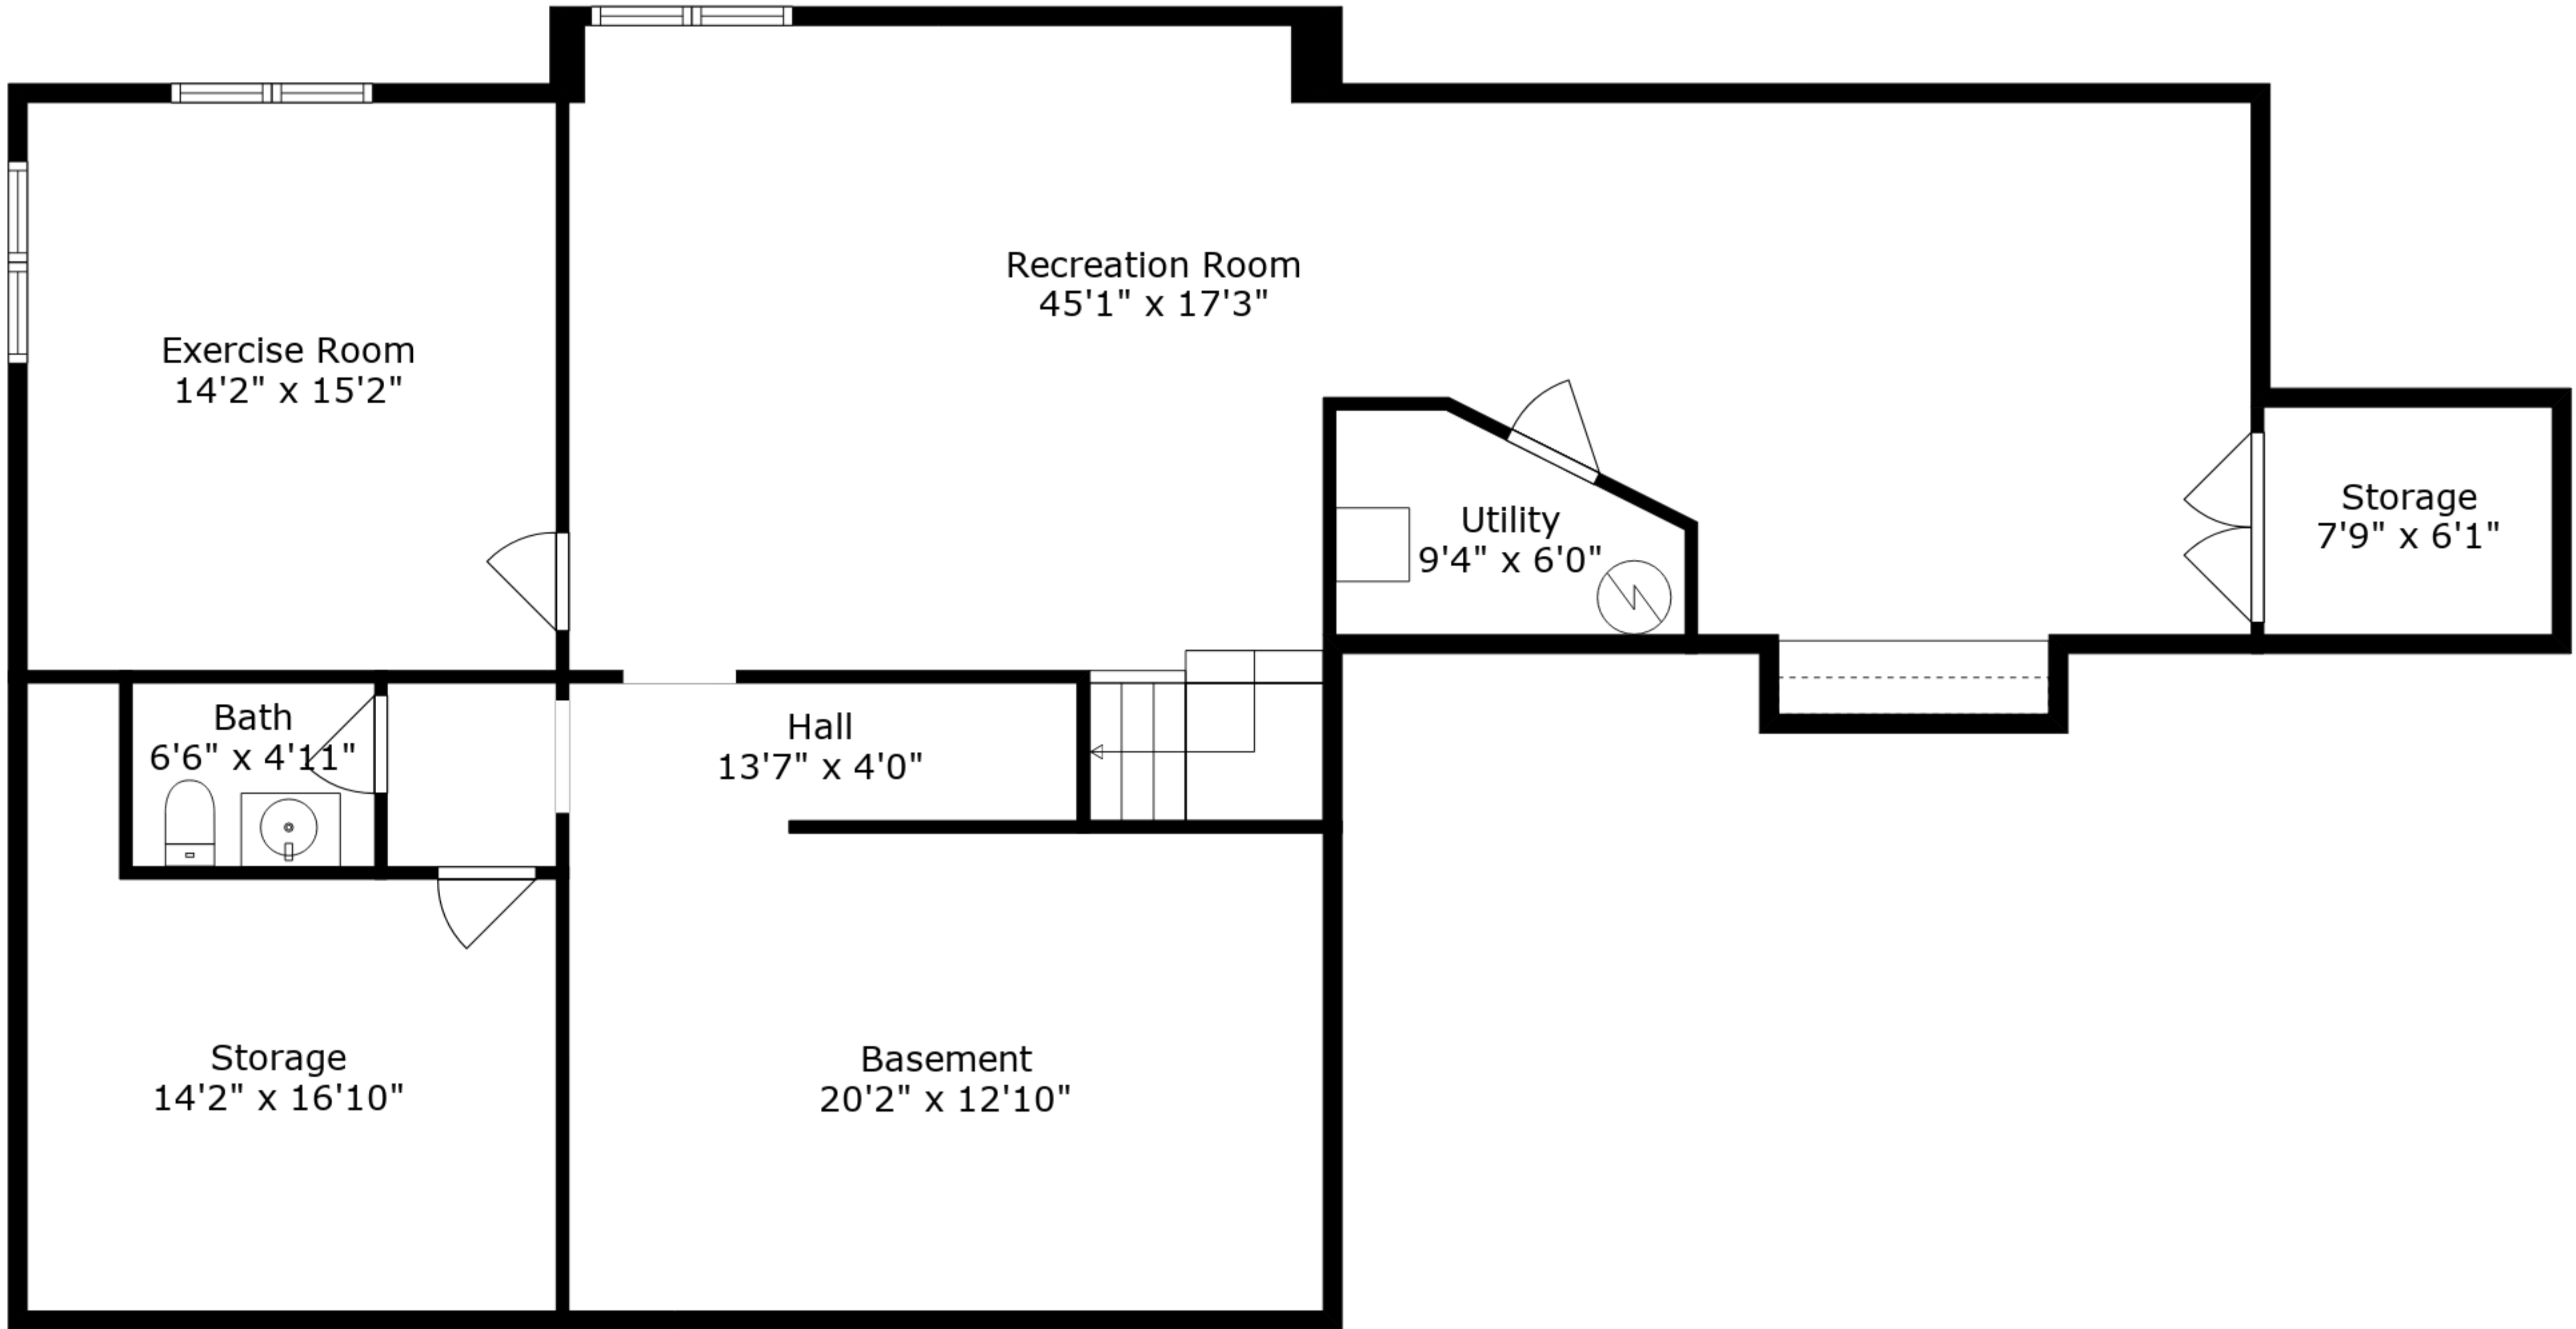 Recreation Room
45'1" x 17'3"
Exercise Room
14'2" x 15'2"
Utility
9'4" x 6'0"
Storage
7'9" x 6'1"
Bath
6'6" x 4'11"
Hall
13'7" x 4'0"
Storage
14'2" x 16'10"
Basement
20'2" x 12'10"